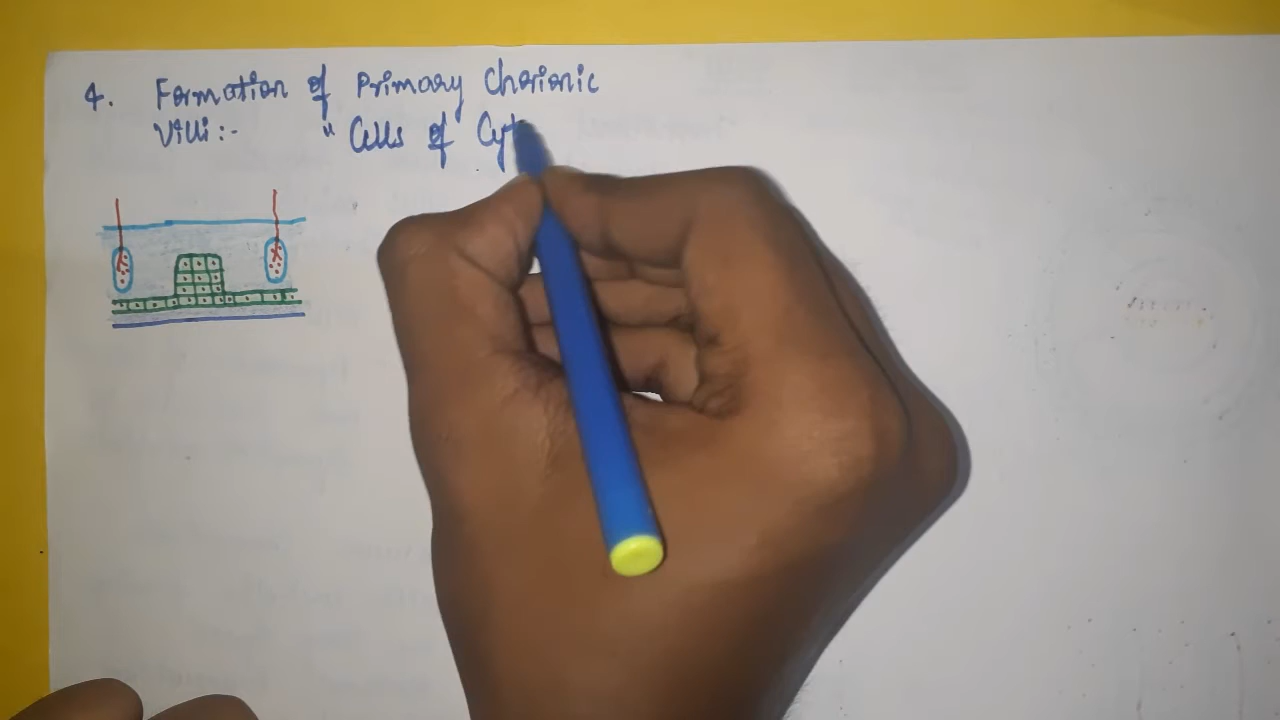 4. Formation of Primary Chorionic
Villi:- " Cells of Cyt